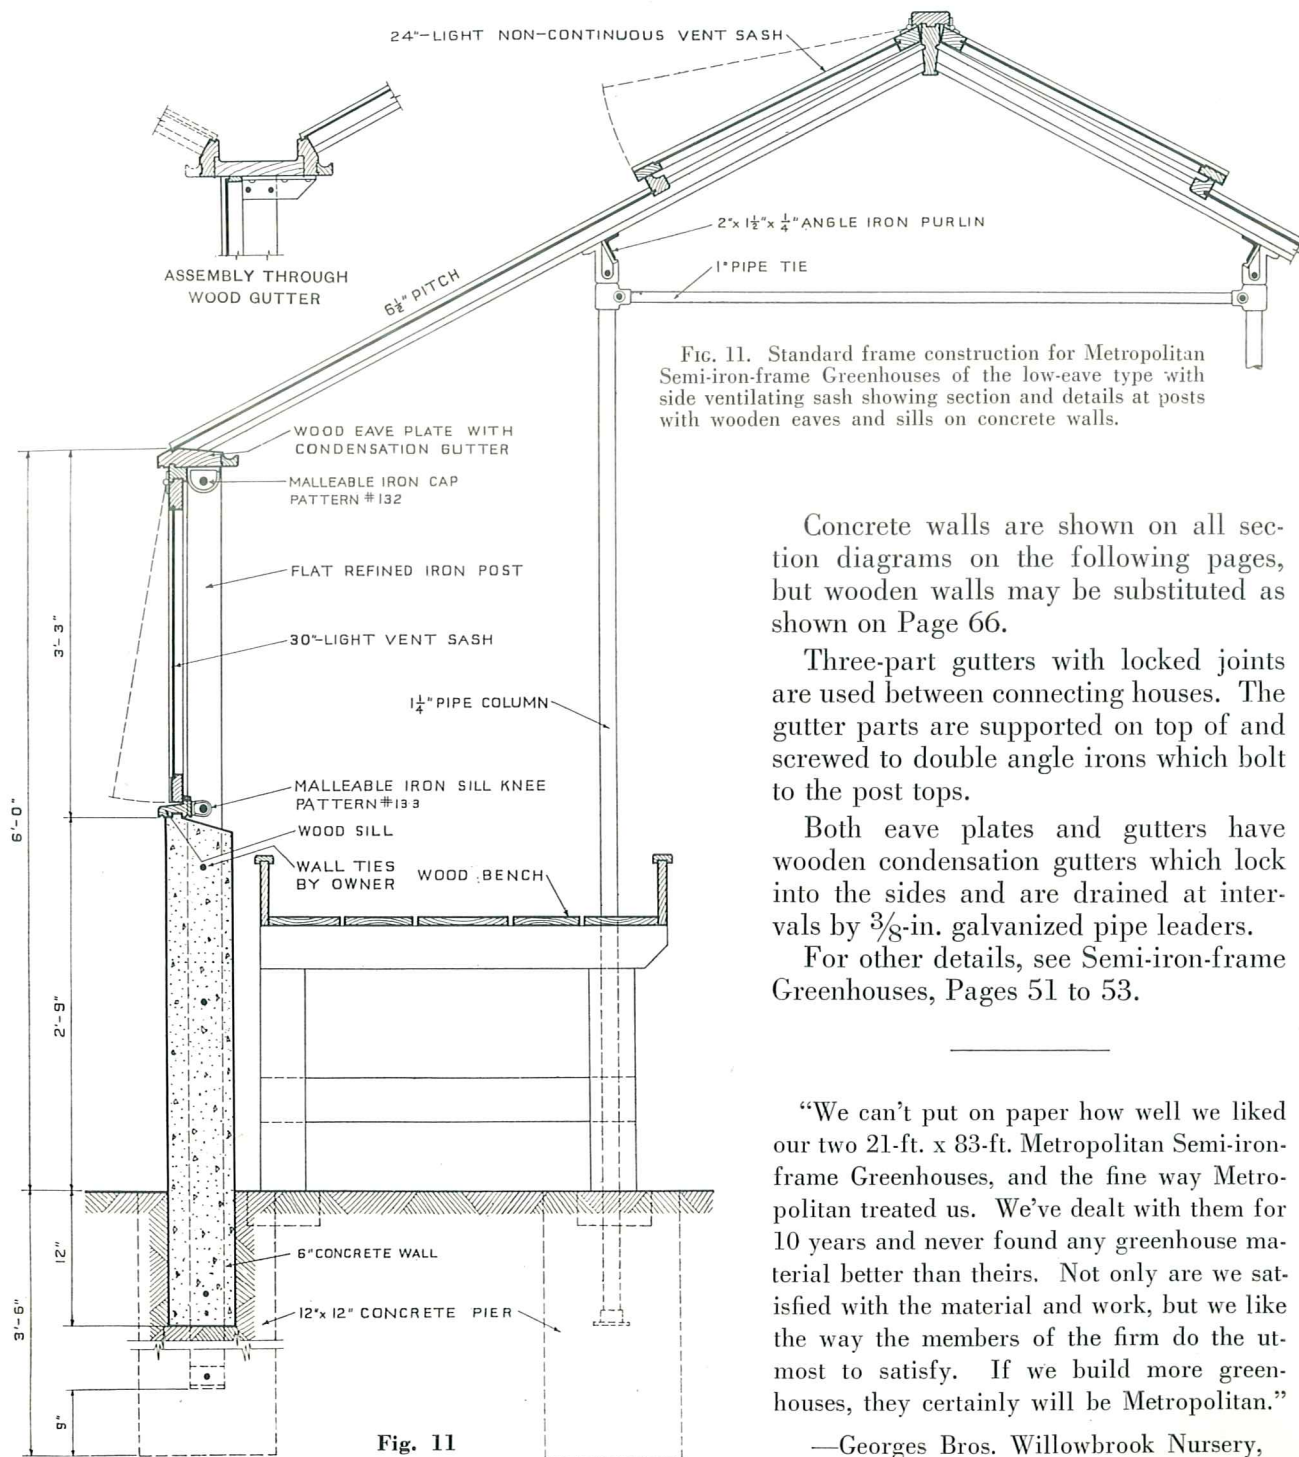 24"-LIGHT NON-CONTINUOUS VENT SASH
ASSEMBLY THROUGH
WOOD GUTTER
6½" PITCH
2"x 1½"x ¼" ANGLE IRON PURLIN
1" PIPE TIE
FIG. 11. Standard frame construction for Metropolitan
Semi-iron-frame Greenhouses of the low-eave type with
side ventilating sash showing section and details at posts
with wooden eaves and sills on concrete walls.
WOOD EAVE PLATE WITH
CONDENSATION GUTTER
MALLEABLE IRON CAP
PATTERN #132
FLAT REFINED IRON POST
30"-LIGHT VENT SASH
1¼" PIPE COLUMN
MALLEABLE IRON SILL KNEE
PATTERN #133
WOOD SILL
WALL TIES
BY OWNER
WOOD BENCH
6'-0"
3'-3"
2'-9"
12"
3'-6"
9"
6" CONCRETE WALL
12"x 12" CONCRETE PIER
Fig. 11
Concrete walls are shown on all sec-
tion diagrams on the following pages,
but wooden walls may be substituted as
shown on Page 66.
Three-part gutters with locked joints
are used between connecting houses. The
gutter parts are supported on top of and
screwed to double angle irons which bolt
to the post tops.
Both eave plates and gutters have
wooden condensation gutters which lock
into the sides and are drained at inter-
vals by 3/8-in. galvanized pipe leaders.
For other details, see Semi-iron-frame
Greenhouses, Pages 51 to 53.
“We can't put on paper how well we liked
our two 21-ft. x 83-ft. Metropolitan Semi-iron-
frame Greenhouses, and the fine way Metro-
politan treated us. We've dealt with them for
10 years and never found any greenhouse ma-
terial better than theirs. Not only are we sat-
isfied with the material and work, but we like
the way the members of the firm do the ut-
most to satisfy. If we build more green-
houses, they certainly will be Metropolitan.”
—Georges Bros. Willowbrook Nursery,